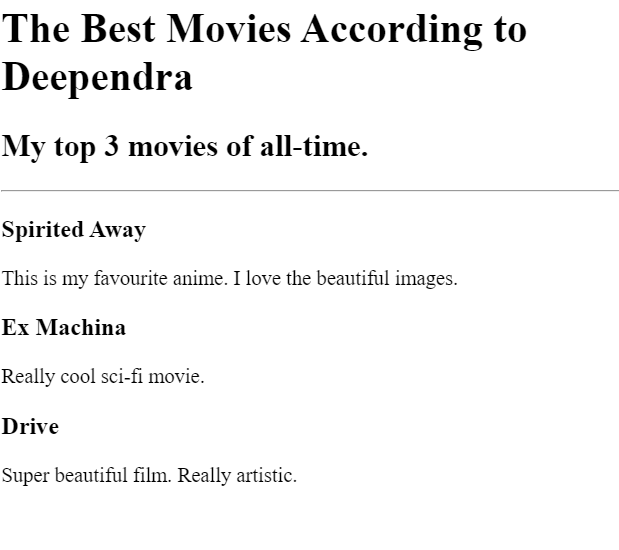 The Best Movies According to
Deependra
My top 3 movies of all-time.
Spirited Away
This is my favourite anime. I love the beautiful images.
Ex Machina
Really cool sci-fi movie.
Drive
Super beautiful film. Really artistic.